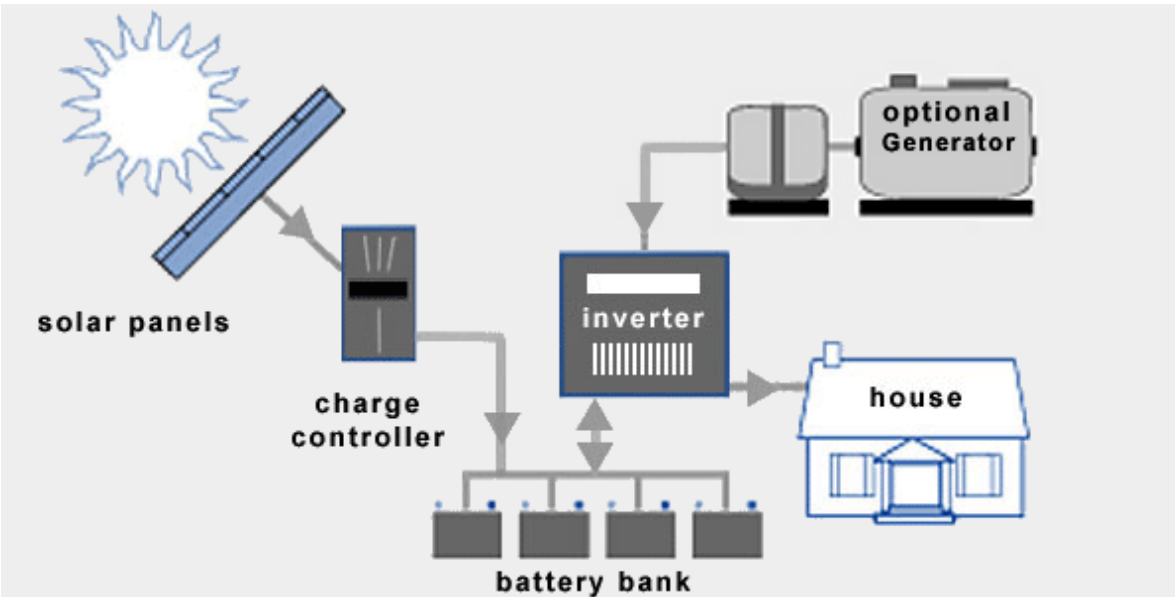 optional
Generator
inverter
solar panels
house
charge
controller
battery bank